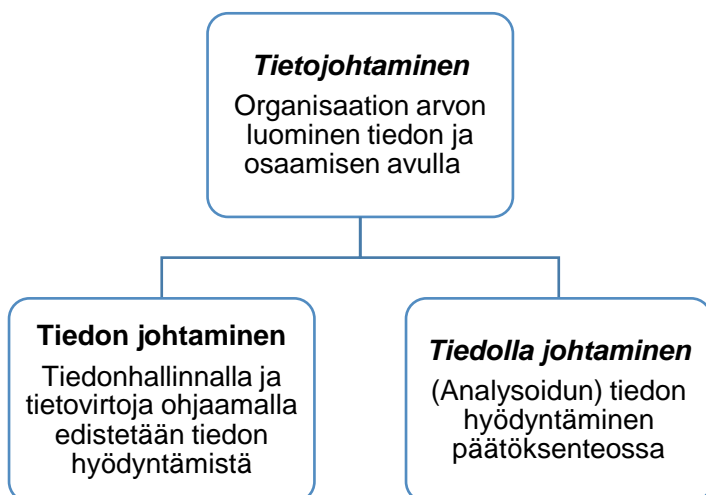 Tietojohtaminen
Organisaation arvon
luominen tiedon ja
osaamisen avulla
Tiedon johtaminen
Tiedonhallinnalla ja
tietovirtoja ohjaamalla
edistetään tiedon
hyödyntämistä
Tiedolla johtaminen
(Analysoidun) tiedon
hyödyntäminen
päätöksenteossa